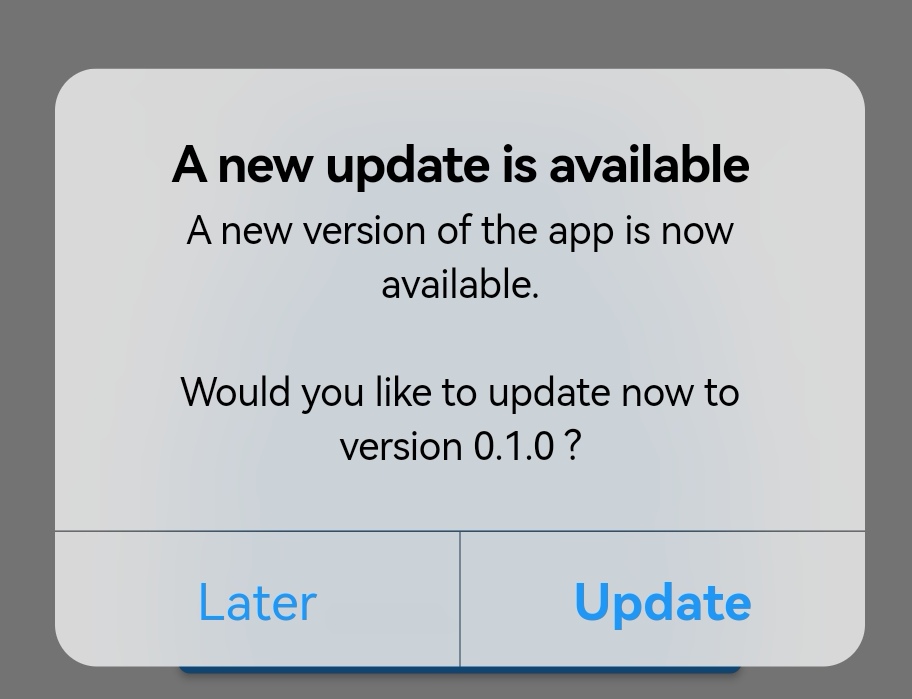 A new update is available
A new version of the app is now
available.
Would you like to update now to
version 0.1.0 ?
Later
Update